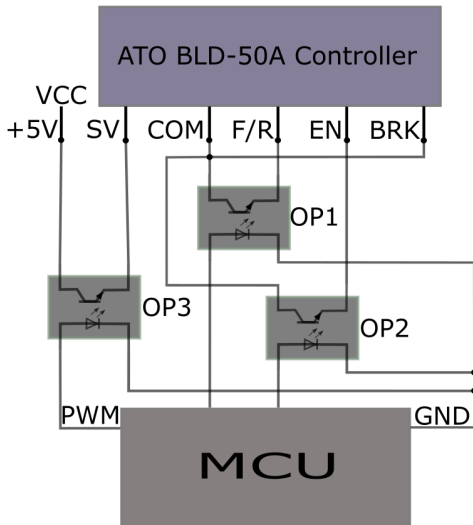 ATO BLD-50A Controller
VCC
+5V SV COM F/R EN BRK
OP1
OP3
OP2
PWM GND
MCU